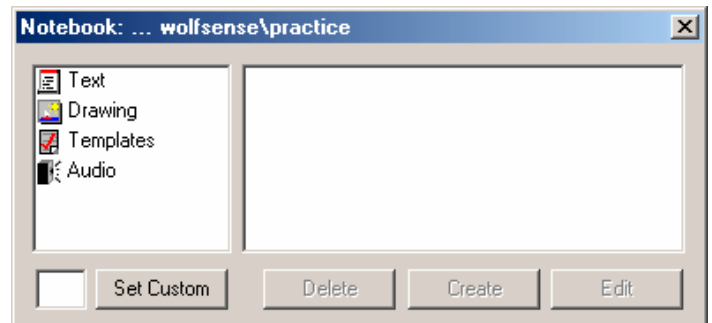 Notebook: ... wolfsense\practice
Text
Drawing
Templates
Audio
Set Custom
Delete
Create
Edit